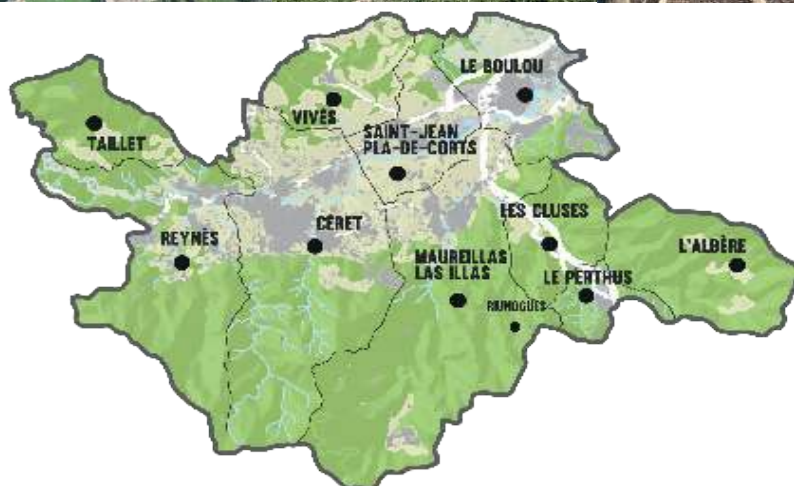 LE BOULOU
VIVÈS
TAILLET
SAINT-JEAN
PLA-DE-CORTS
LES CLUSES
REYNÈS
CÉRET
L'ALBÈRE
MAUREILLAS
LAS ILLAS
LE PERTHUS
RIUNOGUÈS